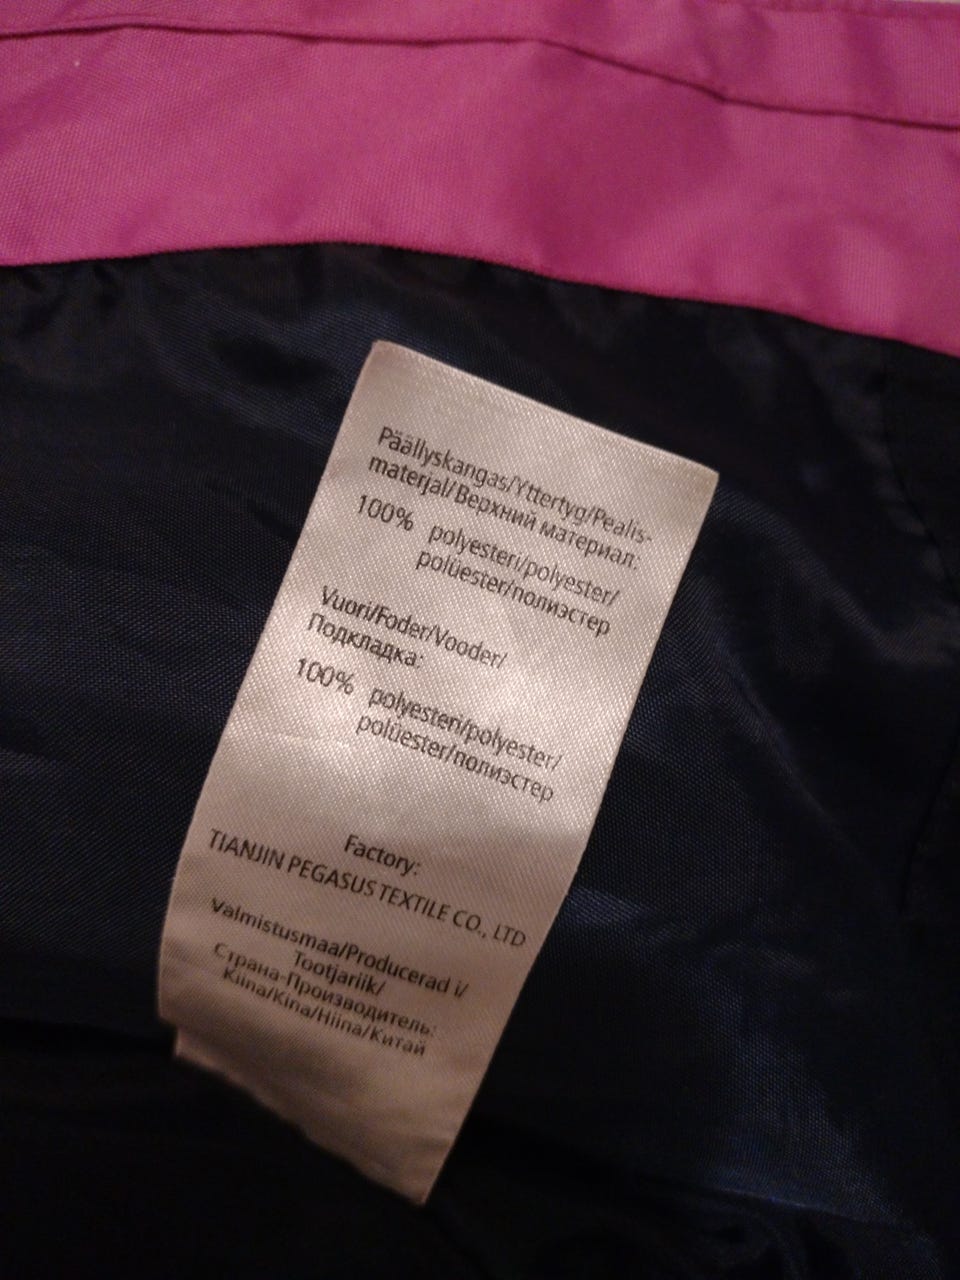 Päällyskangas/Yttertyg/Pealis-
materjal/Верхний материал:
100% polyesteri/polyester/
polüester/полиэстер
Vuori/Foder/Vooder/
Подкладка:
100% polyesteri/polyester/
polüester/полиэстер
Factory:
TIANJIN PEGASUS TEXTILE CO., LTD
Valmistusmaa/Producerad i/
Tootjariik/
Страна-Производитель:
Kiina/Kina/Hiina/Китай